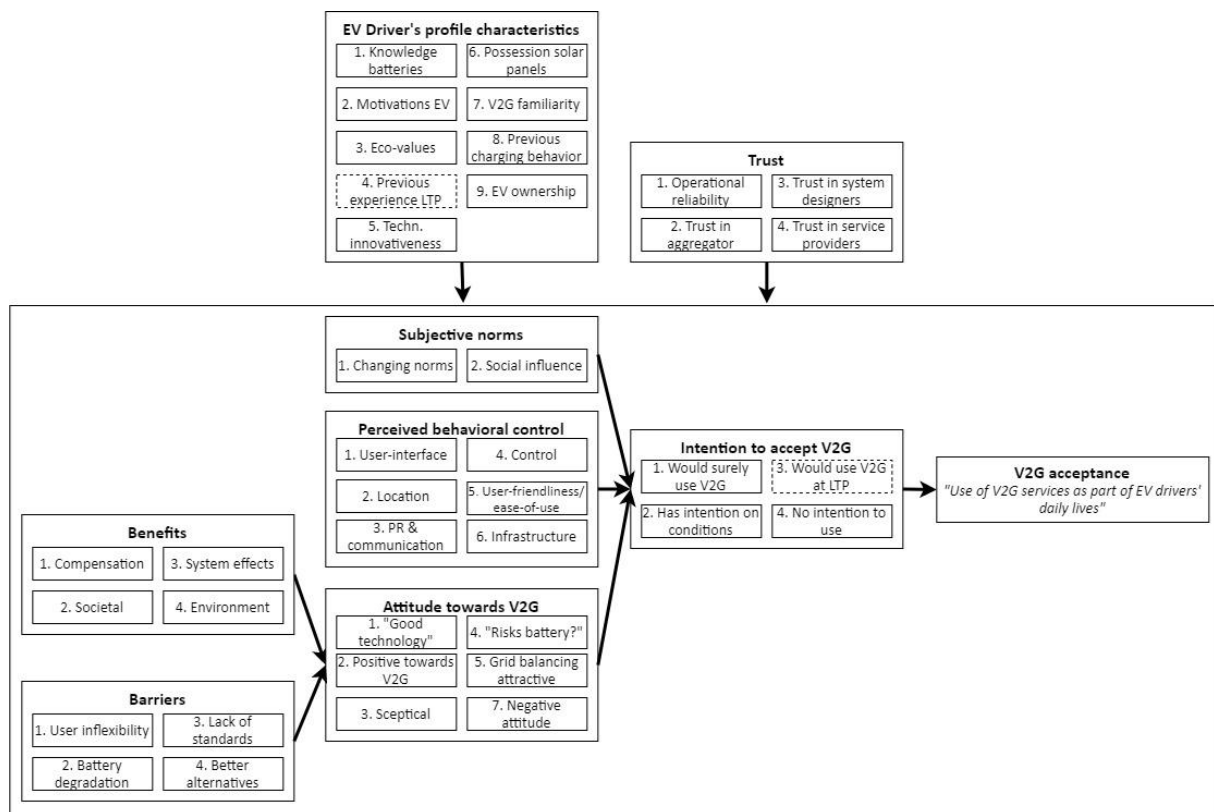 EV Driver's profile characteristics
1. Knowledge
batteries
6. Possession solar
panels
2. Motivations EV
7. V2G familiarity
3. Eco-values
8. Previous
charging behavior
4. Previous
experience LTP
9. EV ownership
5. Techn.
innovativeness
Trust
1. Operational
reliability
3. Trust in system
designers
2. Trust in
aggregator
4. Trust in service
providers
Subjective norms
1. Changing norms
2. Social influence
Perceived behavioral control
1. User-interface
4. Control
2. Location
5. User-friendliness/
ease-of-use
3. PR &
communication
6. Infrastructure
Intention to accept V2G
1. Would surely
use V2G
3. Would use V2G
at LTP
2. Has intention on
conditions
4. No intention to
use
V2G acceptance
"Use of V2G services as part of EV drivers'
daily lives"
Benefits
1. Compensation
3. System effects
2. Societal
4. Environment
Attitude towards V2G
1. "Good
technology"
4. "Risks battery?"
2. Positive towards
V2G
5. Grid balancing
attractive
3. Sceptical
7. Negative
attitude
Barriers
1. User inflexibility
3. Lack of
standards
2. Battery
degradation
4. Better
alternatives